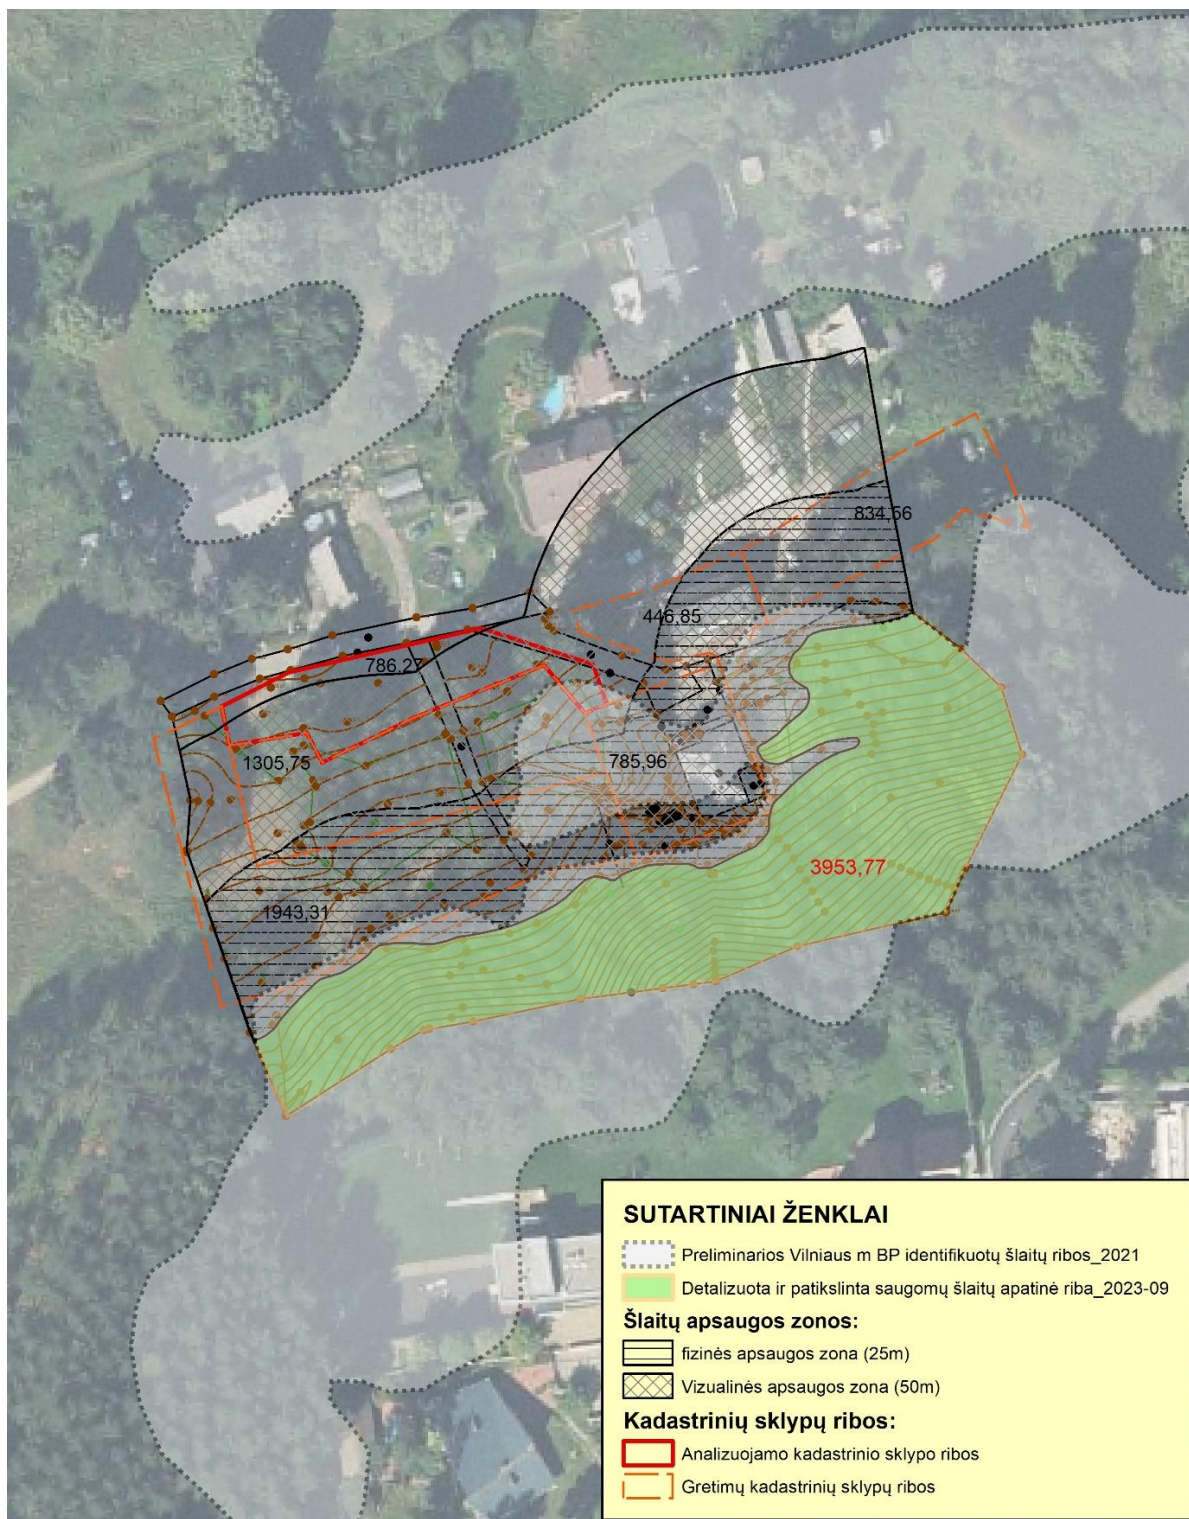 834,56
446,85
786,27
1305,75
785,96
3953,77
1943,31
SUTARTINIAI ŽENKLAI
Preliminarios Vilniaus m BP identifikuotų šlaitų ribos_2021
Detalizuota ir patikslinta saugomų šlaitų apatinė riba_2023-09
Šlaitų apsaugos zonos:
fizinės apsaugos zona (25m)
Vizualinės apsaugos zona (50m)
Kadastrinių sklypų ribos:
Analizuojamo kadastrinio sklypo ribos
Gretimų kadastrinių sklypų ribos